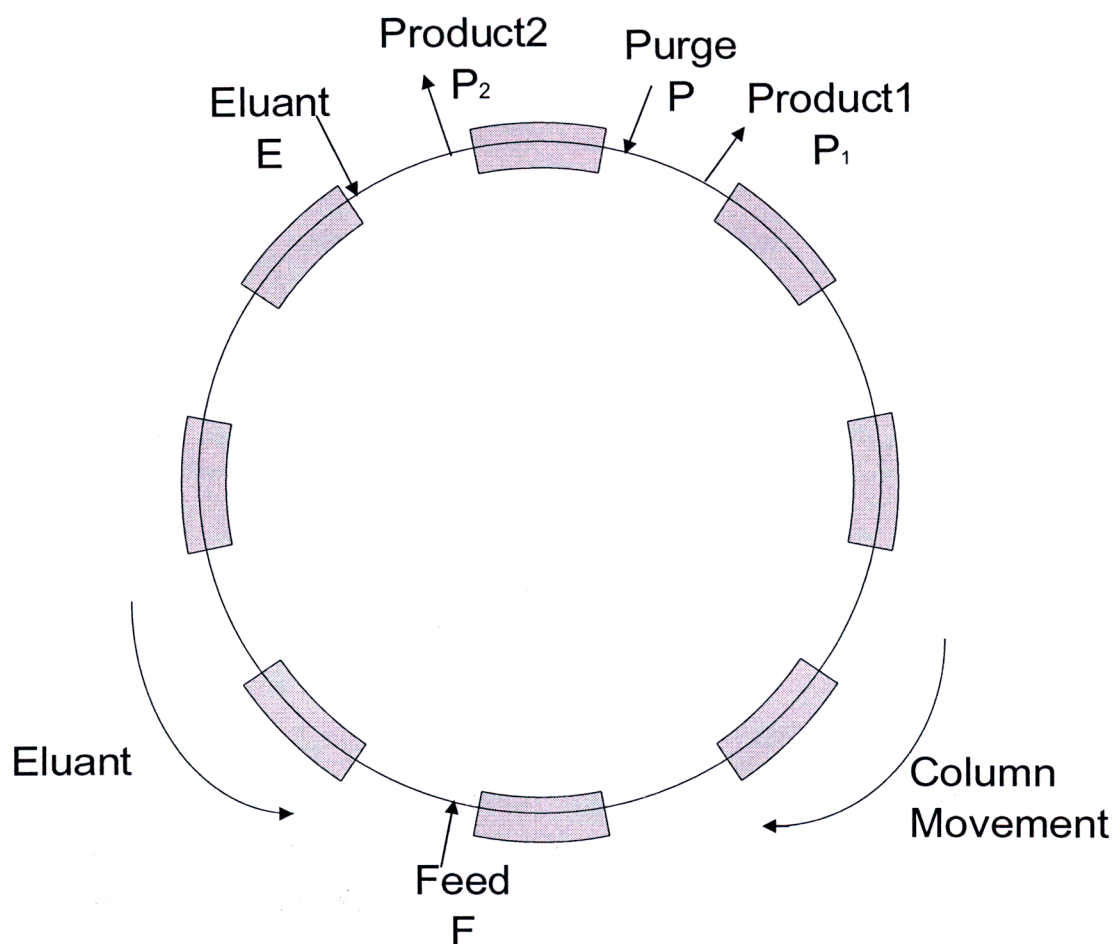 Product2
P₂
Purge
P
Product1
P₁
Eluant
E
Eluant
Column
Movement
Feed
F